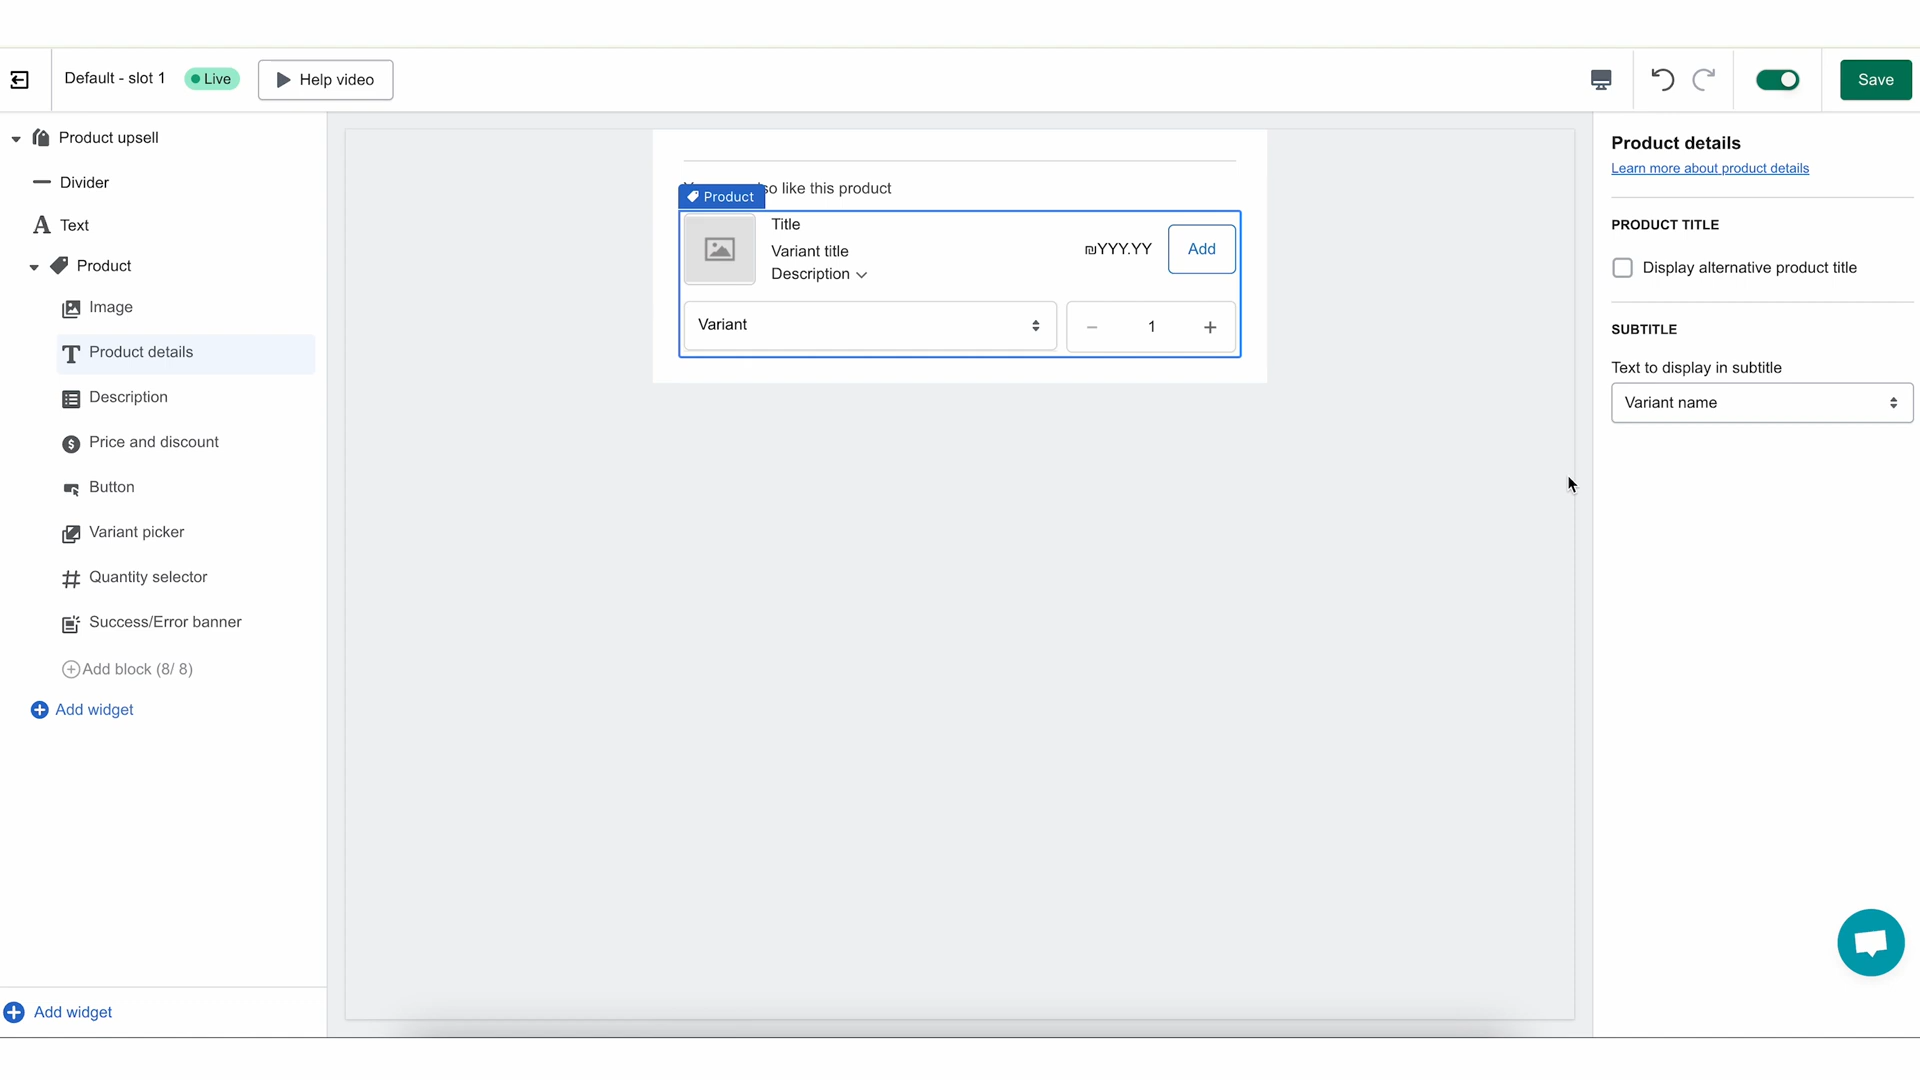 Default - slot 1
Live
Help video
Save
Product upsell
Divider
Text
Product
Image
Product details
Description
Price and discount
Button
Variant picker
Quantity selector
Success/Error banner
Add block (8/ 8)
Add widget
Add widget
so like this product
Product
Title
Variant title
Description
₪YYY.YY
Add
Variant
1
Product details
Learn more about product details
PRODUCT TITLE
Display alternative product title
SUBTITLE
Text to display in subtitle
Variant name